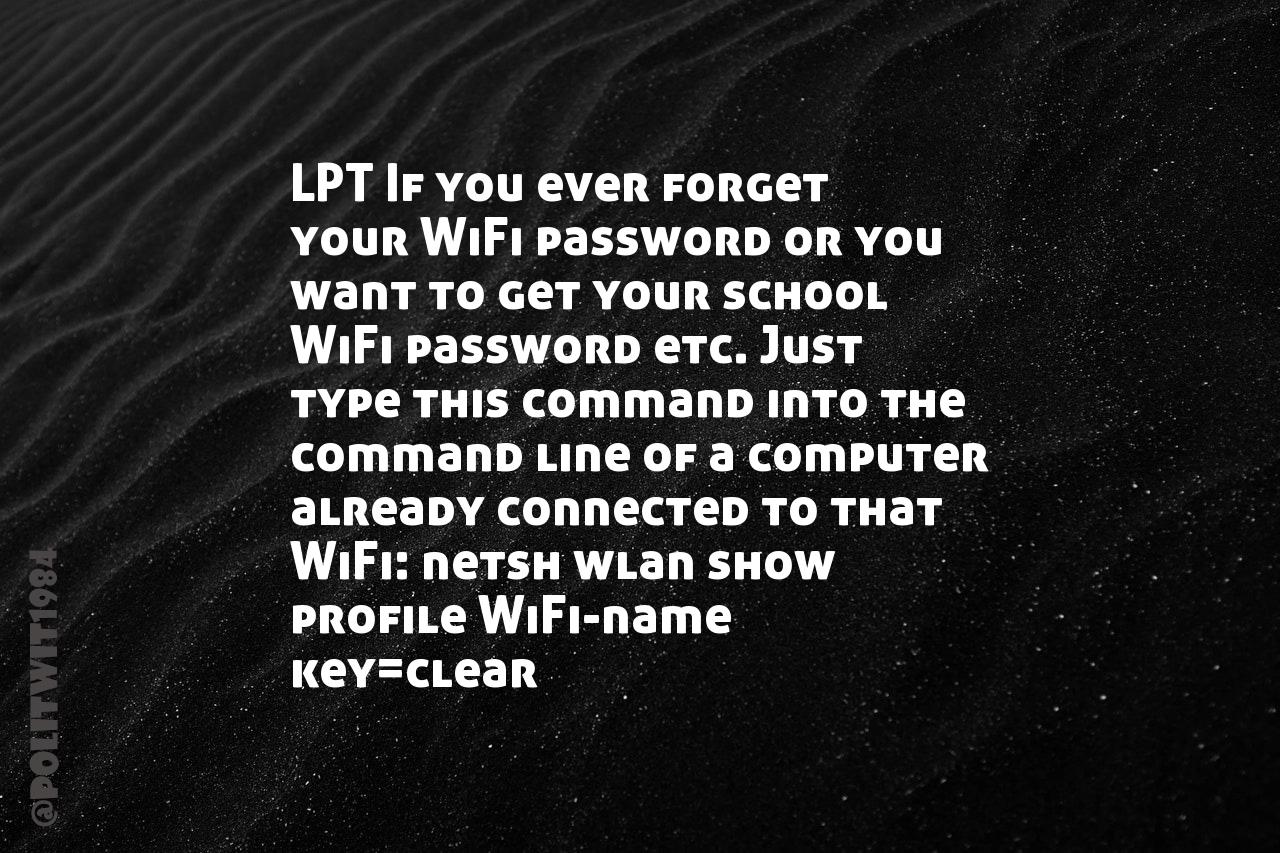 LPT If you ever forget
your WiFi password or you
want to get your school
WiFi password etc. Just
type this command into the
command line of a computer
already connected to that
WiFi: netsh wlan show
profile WiFi-name
key=clear
@POLITWIT1984